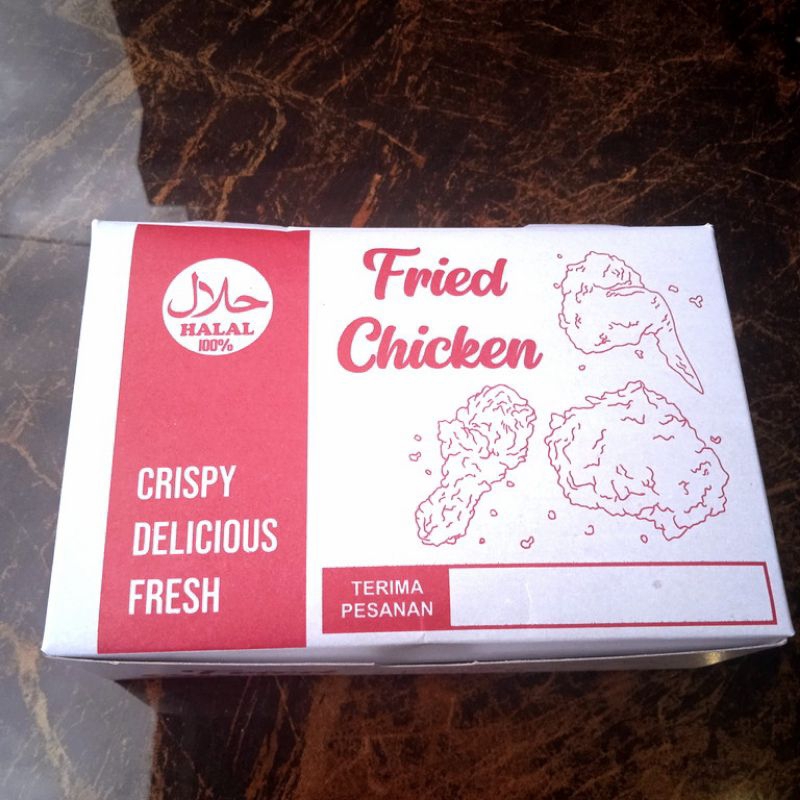 حلال
HALAL
100%
CRISPY
DELICIOUS
FRESH
Fried
Chicken
TERIMA
PESANAN